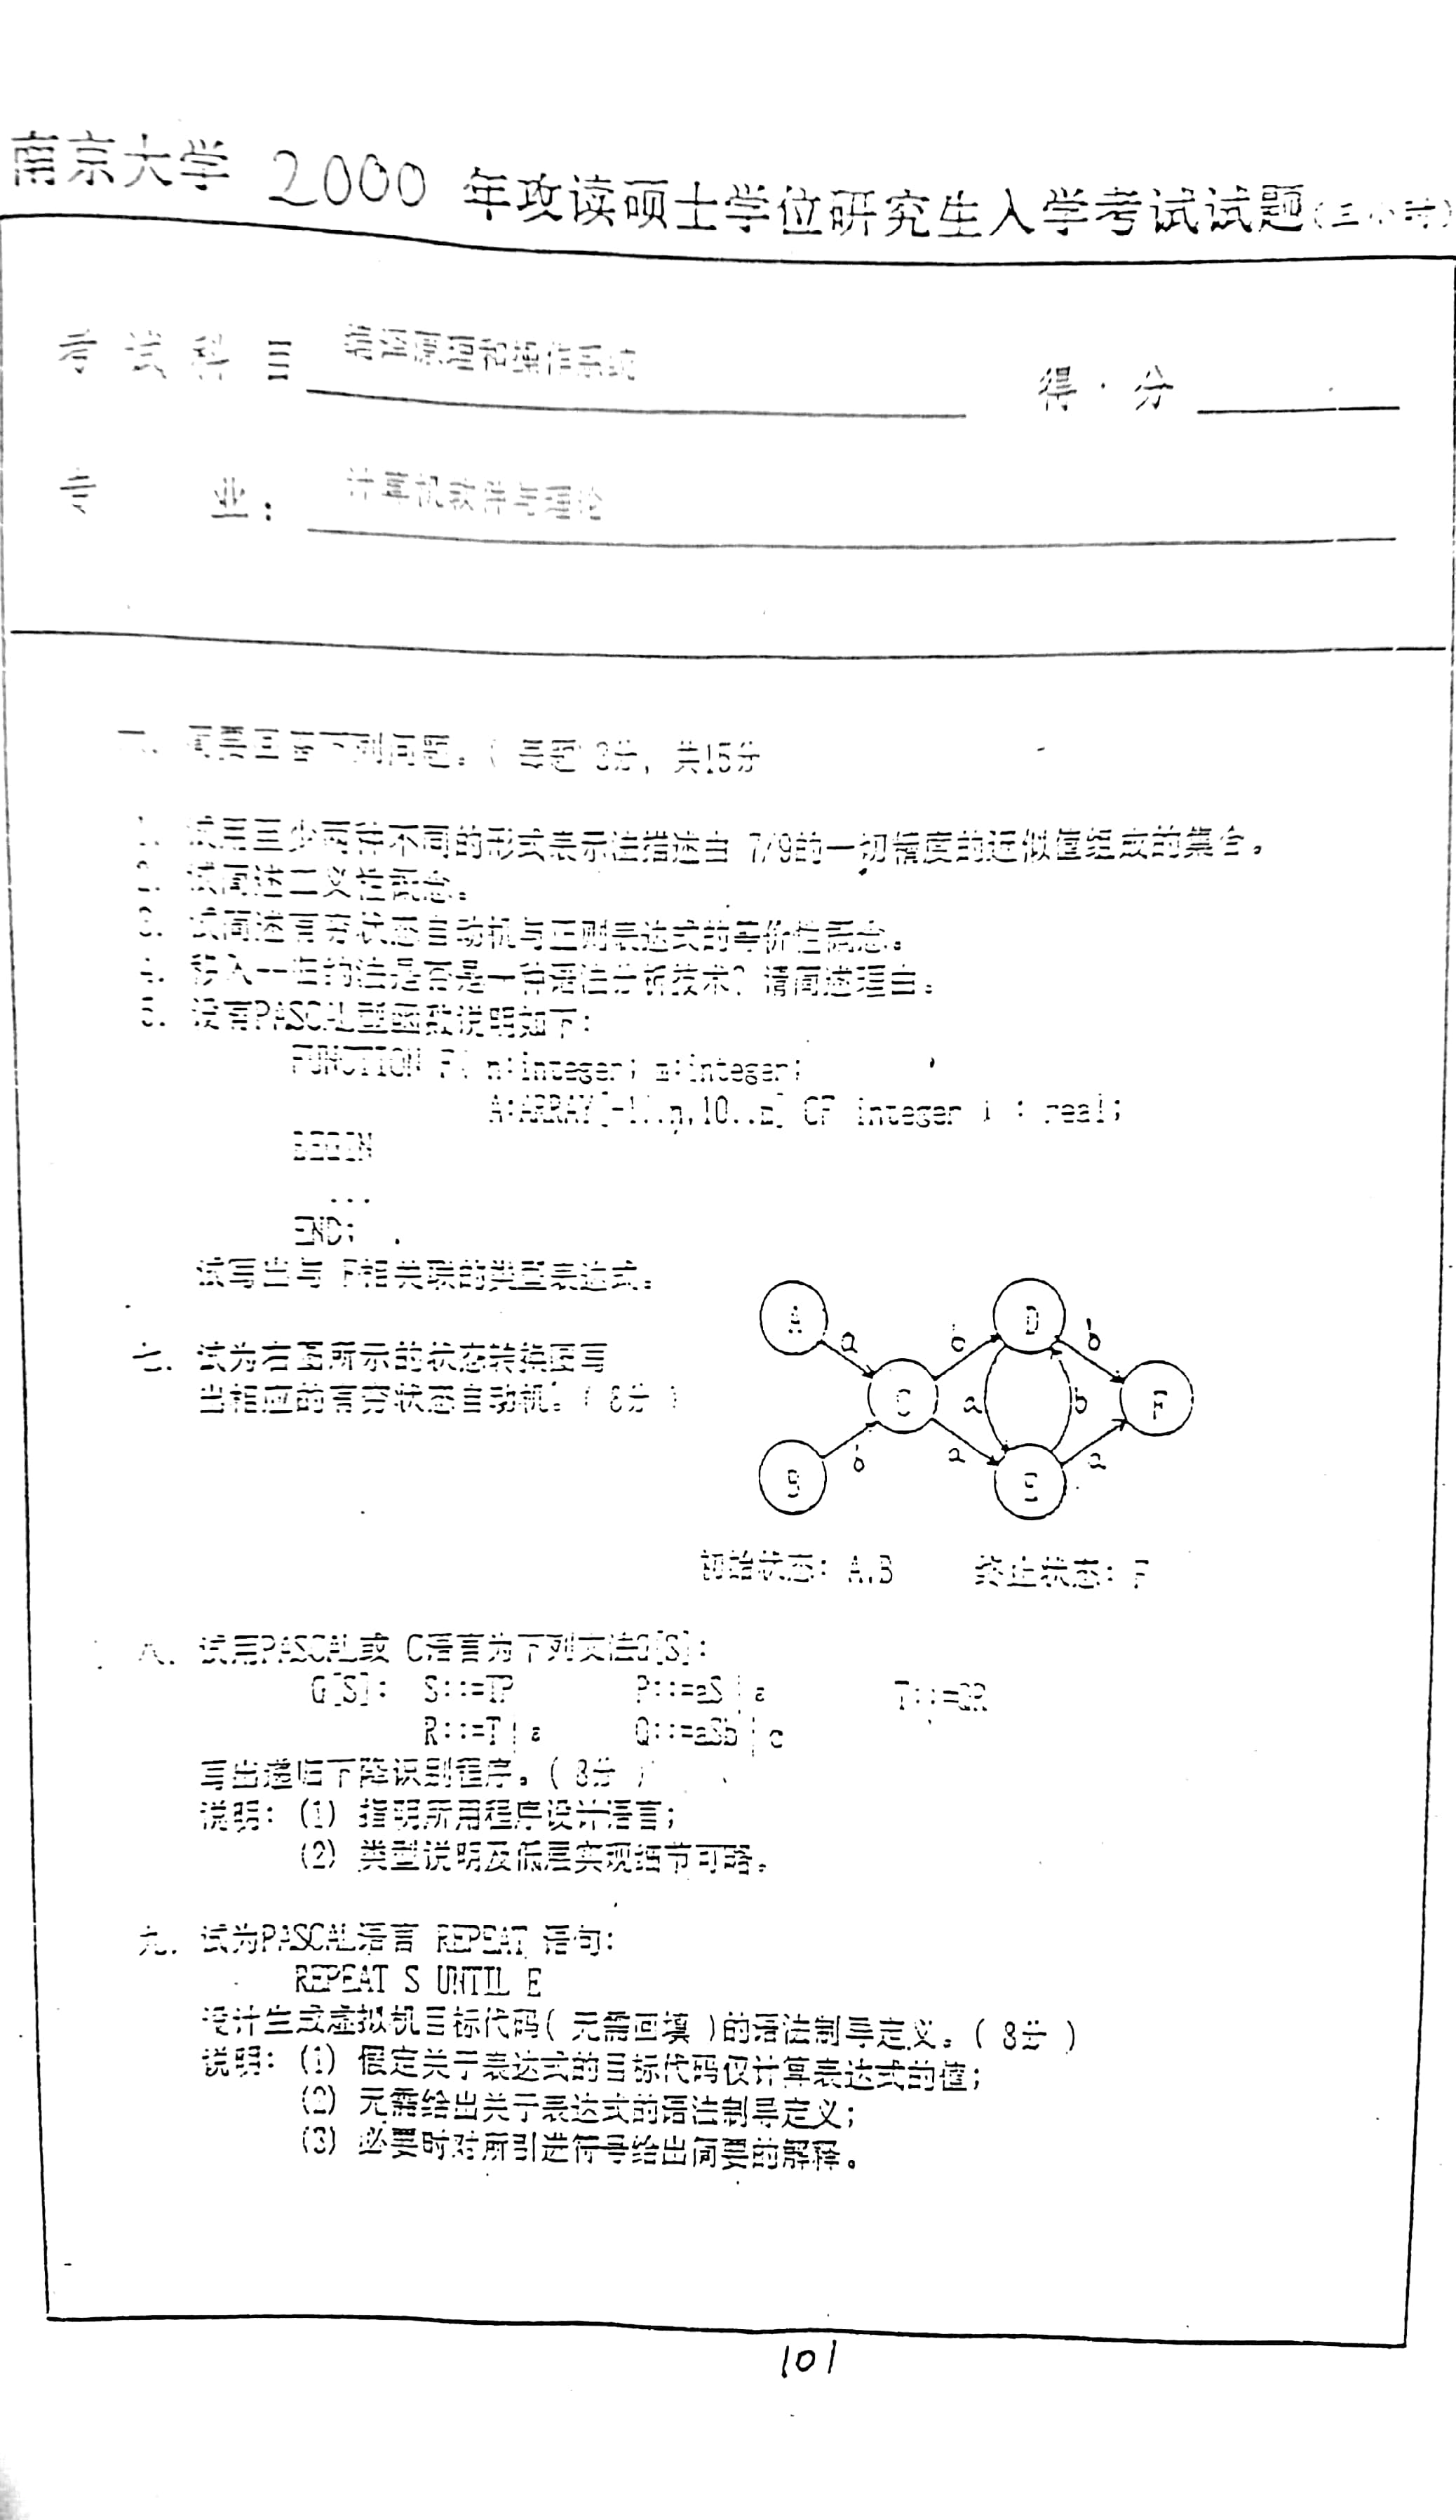 南京大学 2000 年攻读硕士学位研究生入学考试试题(三小时)
考试科目 编译原理和操作系统 得分
专业: 计算机软件与理论
简要回答下列问题。(每题 3分, 共15分
1. 试用至少两种不同的形式表示法描述由 7/9的一切精度的近似值组成的集合。
2. 试简述二义性概念。
3. 试简述有穷状态自动机与正则表达式的等价性概念。
4. 移入一归约法是否是一种语法分析技术? 请简述理由。
5. 设有PASCAL型函数说明如下:
FUNCTION F( n:integer; m:integer;
A:ARRAY[-1..n,10..m] OF integer ) : real;
BEGIN
...
END;
试写出与 F相关联的类型表达式。
A a C b D b F
七. 试为右图所示的状态转换图写
出相应的有穷状态自动机。(8分)
a b
B b a E a
初始状态: A,B 终止状态: F
八. 试用PASCAL或 C语言为下列文法G[S]:
G[S]: S::=TP P::=aS|a T::=QR
R::=T|a Q::=aSb|c
写出递归下降识别程序。(8分)
说明: (1) 指明所用程序设计语言;
(2) 类型说明及低层实现细节可略。
九. 试为PASCAL语言 REPEAT 语句:
REPEAT S UNTIL E
设计生成虚拟机目标代码( 无需回填 )的语法制导定义。( 8分 )
说明: (1) 假定关于表达式的目标代码仅计算表达式的值;
(2) 无需给出关于表达式的语法制导定义;
(3) 必要时对所引进符号给出简要的解释。
101